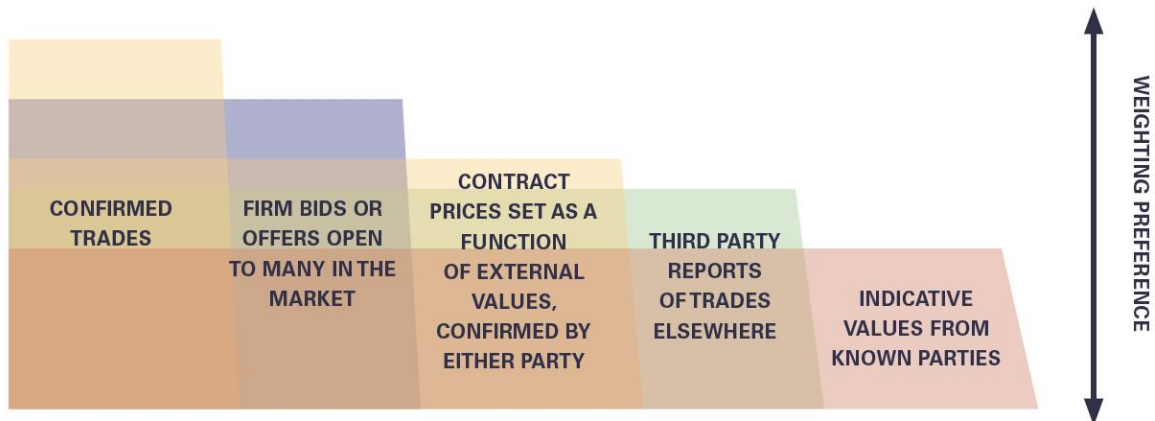 CONFIRMED
TRADES
FIRM BIDS OR
OFFERS OPEN
TO MANY IN THE
MARKET
CONTRACT
PRICES SET AS A
FUNCTION
OF EXTERNAL
VALUES,
CONFIRMED BY
EITHER PARTY
THIRD PARTY
REPORTS
OF TRADES
ELSEWHERE
INDICATIVE
VALUES FROM
KNOWN PARTIES
WEIGHTING PREFERENCE